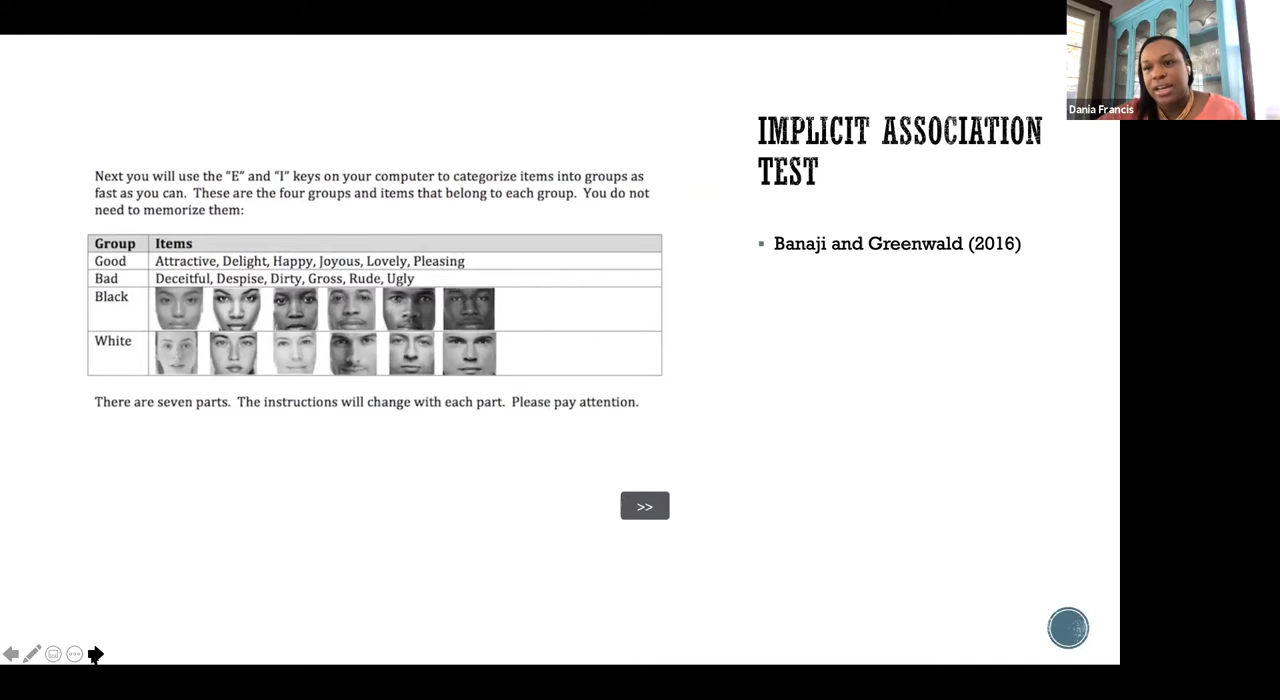 Dania Francis
IMPLICIT ASSOCIATION
TEST
Banaji and Greenwald (2016)
Next you will use the “E” and “I” keys on your computer to categorize items into groups as
fast as you can. These are the four groups and items that belong to each group. You do not
need to memorize them:
Group Items
Good Attractive, Delight, Happy, Joyous, Lovely, Pleasing
Bad Deceitful, Despise, Dirty, Gross, Rude, Ugly
Black
White
There are seven parts. The instructions will change with each part. Please pay attention.
>>